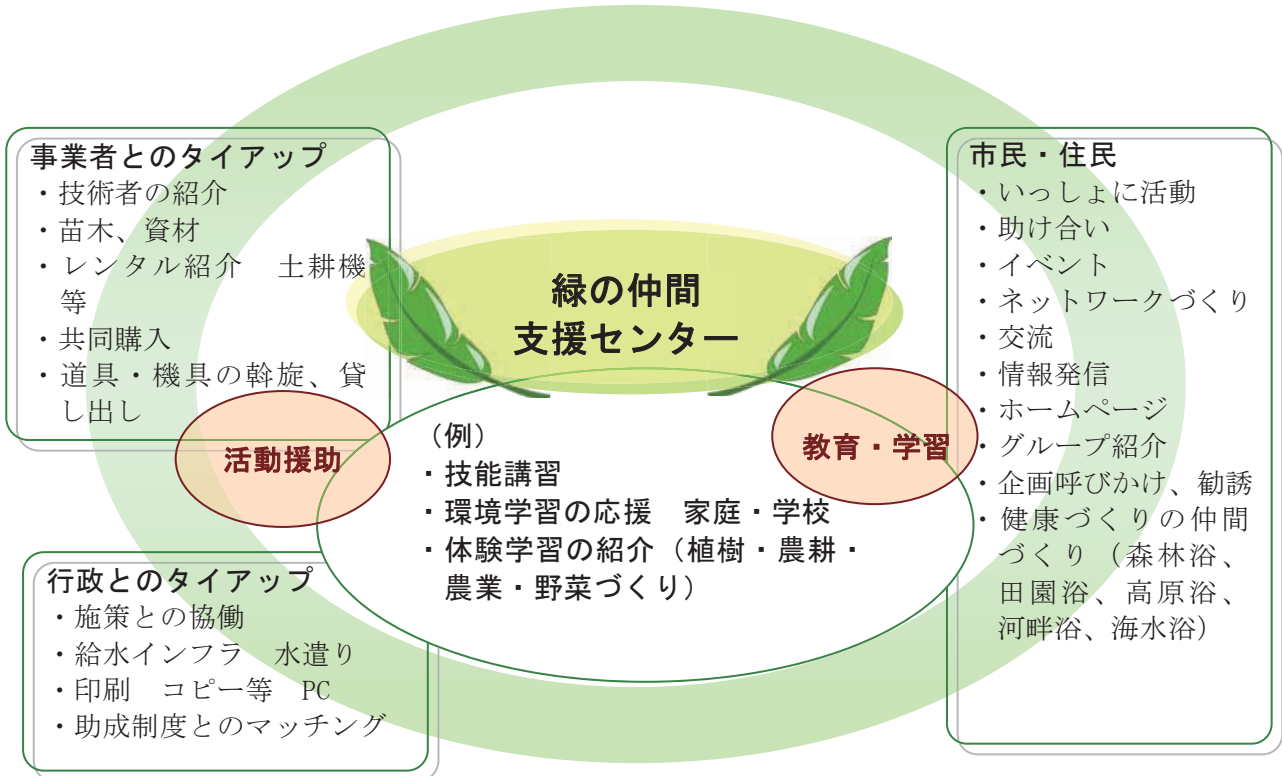 事業者とのタイアップ
・技術者の紹介
・苗木、資材
・レンタル紹介　土耕機
等
・共同購入
・道具・機具の斡旋、貸
し出し
緑の仲間
支援センター
市民・住民
・いっしょに活動
・助け合い
・イベント
・ネットワークづくり
・交流
・情報発信
・ホームページ
・グループ紹介
・企画呼びかけ、勧誘
・健康づくりの仲間
づくり（森林浴、
田園浴、高原浴、
河畔浴、海水浴）
活動援助
教育・学習
（例）
・技能講習
・環境学習の応援　家庭・学校
・体験学習の紹介（植樹・農耕・
農業・野菜づくり）
行政とのタイアップ
・施策との協働
・給水インフラ　水遣り
・印刷　コピー等　PC
・助成制度とのマッチング